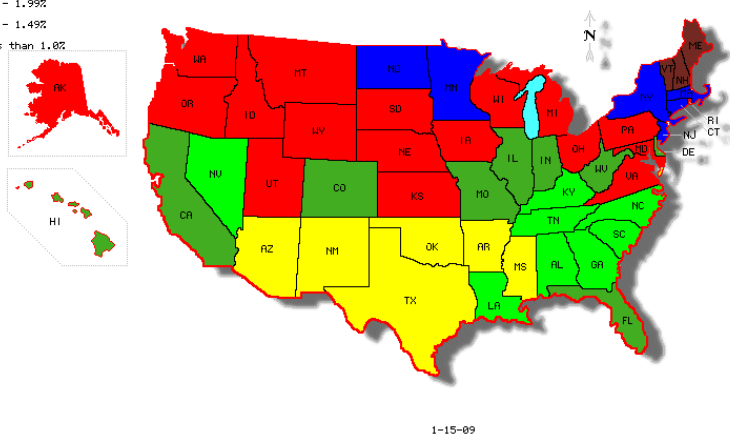 - 1.99%
- 1.49%
s than 1.0%
N
ME
WA
VT
NH
AK
MT
ND
MN
OR
ID
SD
WI
MI
NY
WY
IA
PA
RI
CT
NJ
NE
OH
MD
DE
NV
UT
CO
IL
IN
WV
VA
KS
MO
KY
CA
HI
NC
TN
AZ
NM
OK
AR
SC
MS
AL
GA
TX
LA
FL
1-15-09